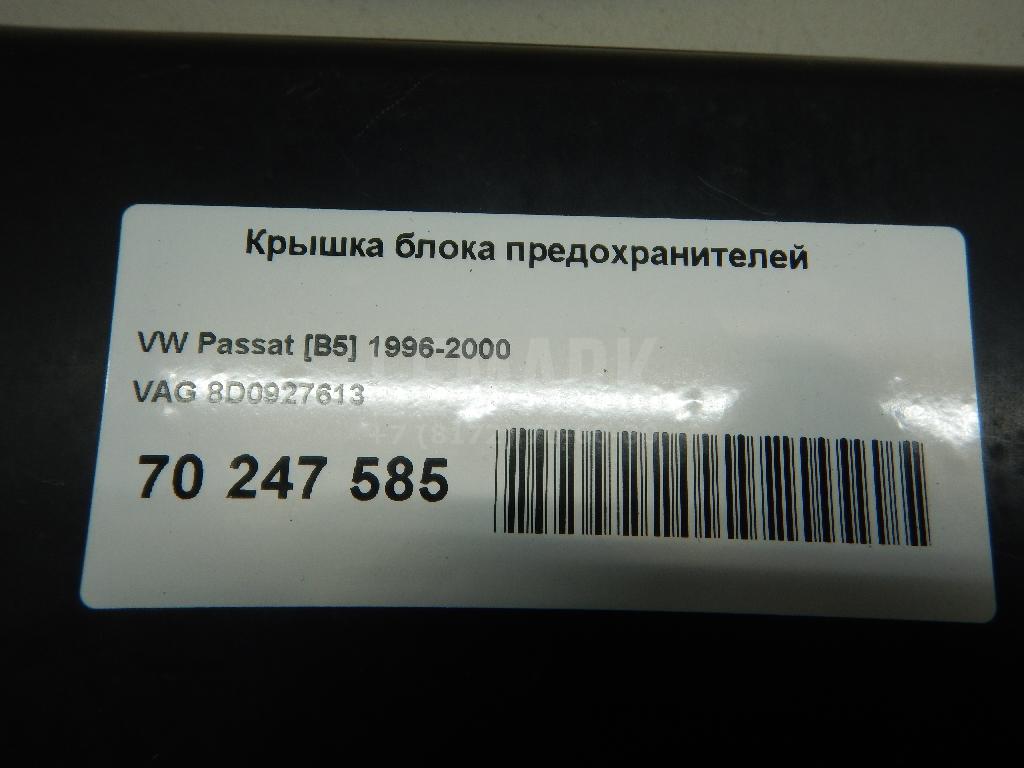 Крышка блока предохранителей
VW Passat [B5] 1996-2000
VAG 8D0927613
70 247 585